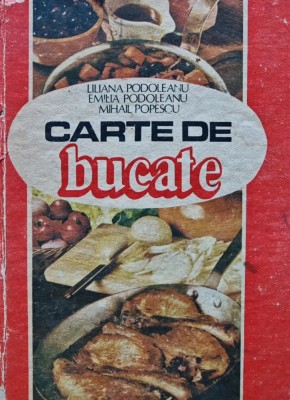 LILIANA PODOLEANU
EMILIA PODOLEANU
MIHAIL POPESCU
CARTE DE
bucate